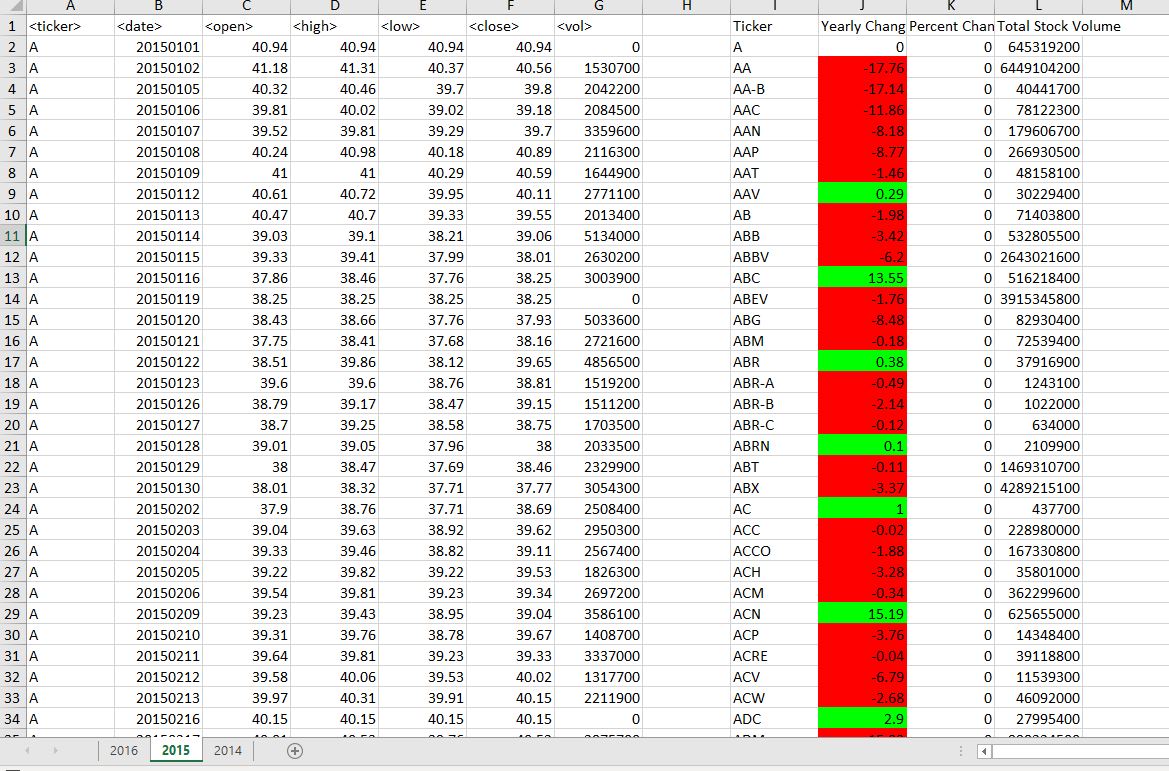 A B C D E F G H I J K L M
1 <ticker> <date> <open> <high> <low> <close> <vol> Ticker Yearly Chang Percent Chan Total Stock Volume
2 A 20150101 40.94 40.94 40.94 40.94 0 A 0 0 645319200
3 A 20150102 41.18 41.31 40.37 40.56 1530700 AA -17.76 0 6449104200
4 A 20150105 40.32 40.46 39.7 39.8 2042200 AA-B -17.14 0 40441700
5 A 20150106 39.81 40.02 39.02 39.18 2084500 AAC -11.86 0 78122300
6 A 20150107 39.52 39.81 39.29 39.7 3359600 AAN -8.18 0 179606700
7 A 20150108 40.24 40.98 40.18 40.89 2116300 AAP -8.77 0 266930500
8 A 20150109 41 41 40.29 40.59 1644900 AAT -1.46 0 48158100
9 A 20150112 40.61 40.72 39.95 40.11 2771100 AAV 0.29 0 30229400
10 A 20150113 40.47 40.7 39.33 39.55 2013400 AB -1.98 0 71403800
11 A 20150114 39.03 39.1 38.21 39.06 5134000 ABB -3.42 0 532805500
12 A 20150115 39.33 39.41 37.99 38.01 2630200 ABBV -6.2 0 2643021600
13 A 20150116 37.86 38.46 37.76 38.25 3003900 ABC 13.55 0 516218400
14 A 20150119 38.25 38.25 38.25 38.25 0 ABEV -1.76 0 3915345800
15 A 20150120 38.43 38.66 37.76 37.93 5033600 ABG -8.48 0 82930400
16 A 20150121 37.75 38.41 37.68 38.16 2721600 ABM -0.18 0 72539400
17 A 20150122 38.51 39.86 38.12 39.65 4856500 ABR 0.38 0 37916900
18 A 20150123 39.6 39.6 38.76 38.81 1519200 ABR-A -0.49 0 1243100
19 A 20150126 38.79 39.17 38.47 39.15 1511200 ABR-B -2.14 0 1022000
20 A 20150127 38.7 39.25 38.58 38.75 1703500 ABR-C -0.12 0 634000
21 A 20150128 39.01 39.05 37.96 38 2033500 ABRN 0.1 0 2109900
22 A 20150129 38 38.47 37.69 38.46 2329900 ABT -0.11 0 1469310700
23 A 20150130 38.01 38.32 37.71 37.77 3054300 ABX -3.37 0 4289215100
24 A 20150202 37.9 38.76 37.71 38.69 2508400 AC 1 0 437700
25 A 20150203 39.04 39.63 38.92 39.62 2950300 ACC -0.02 0 228980000
26 A 20150204 39.33 39.46 38.82 39.11 2567400 ACCO -1.88 0 167330800
27 A 20150205 39.22 39.82 39.22 39.53 1826300 ACH -3.28 0 35801000
28 A 20150206 39.54 39.81 39.23 39.34 2697200 ACM -0.34 0 362299600
29 A 20150209 39.23 39.43 38.95 39.04 3586100 ACN 15.19 0 625655000
30 A 20150210 39.31 39.76 38.78 39.67 1408700 ACP -3.76 0 14348400
31 A 20150211 39.64 39.81 39.23 39.33 3337000 ACRE -0.04 0 39118800
32 A 20150212 39.58 40.06 39.53 40.02 1317700 ACV -6.79 0 11539300
33 A 20150213 39.97 40.31 39.91 40.15 2211900 ACW -2.68 0 46092000
34 A 20150216 40.15 40.15 40.15 40.15 0 ADC 2.9 0 27995400
2016 2015 2014